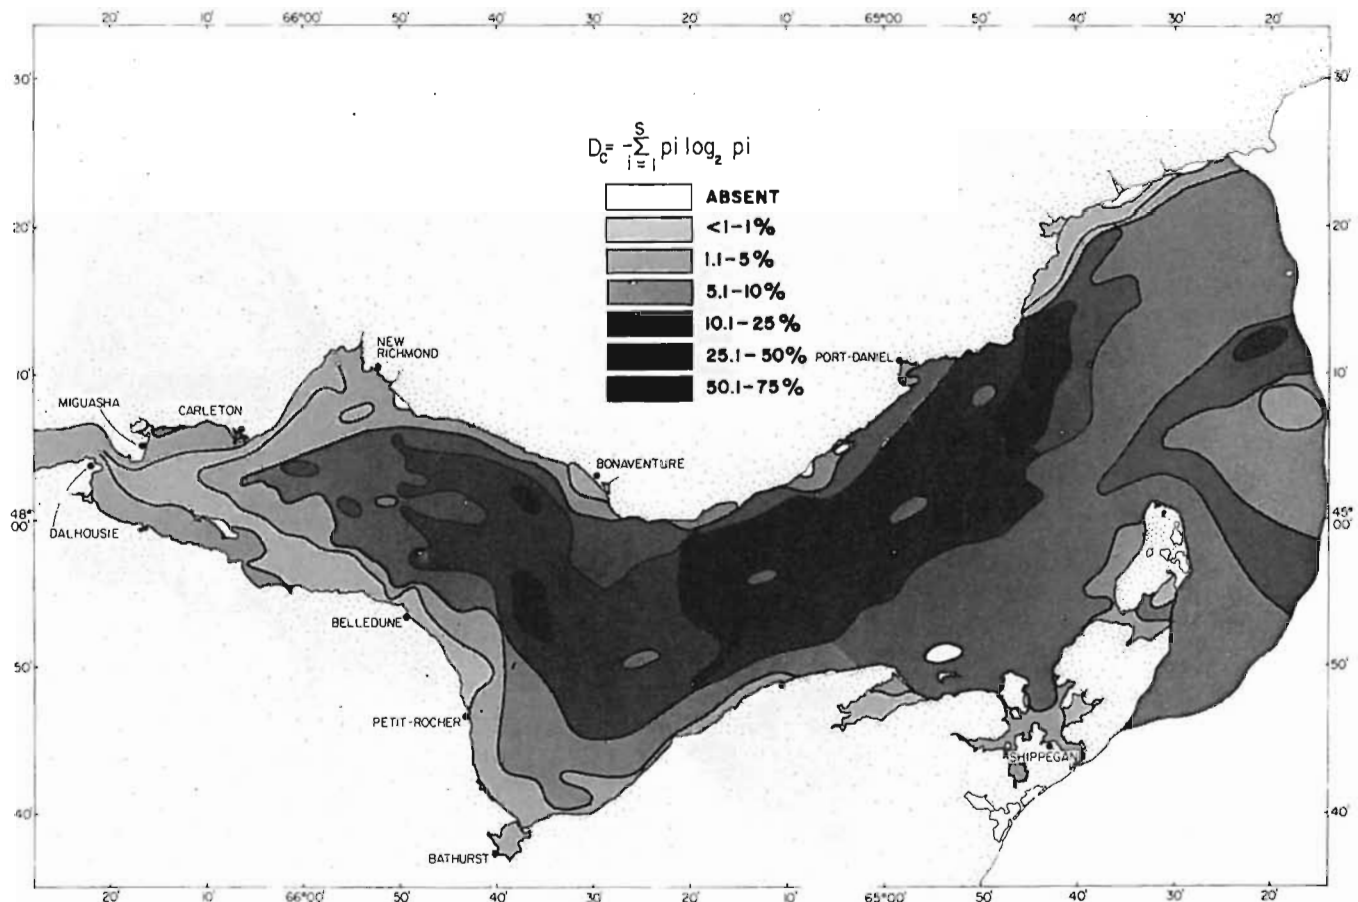 20' 10' 66°00' 50' 40' 30' 20' 10' 65°00' 50' 40' 30' 20'
30' 30'
Dc= -∑ pi log₂ pi
S
i = 1
ABSENT
<1-1%
20' 20'
1.1-5%
5.1-10%
10.1-25%
25.1-50%
50.1-75%
NEW
RICHMOND
PORT-DANIEL
10' 10'
MIGUASHA
CARLETON
BONAVENTURE
48°
00'
DALHOUSIE
00'
BELLEDUNE
50' 50'
PETIT-ROCHER
SHIPPEGAN
40' 40'
BATHURST
20' 10' 66°00' 50' 40' 30' 20' 10' 65°00' 50' 40' 30' 20'